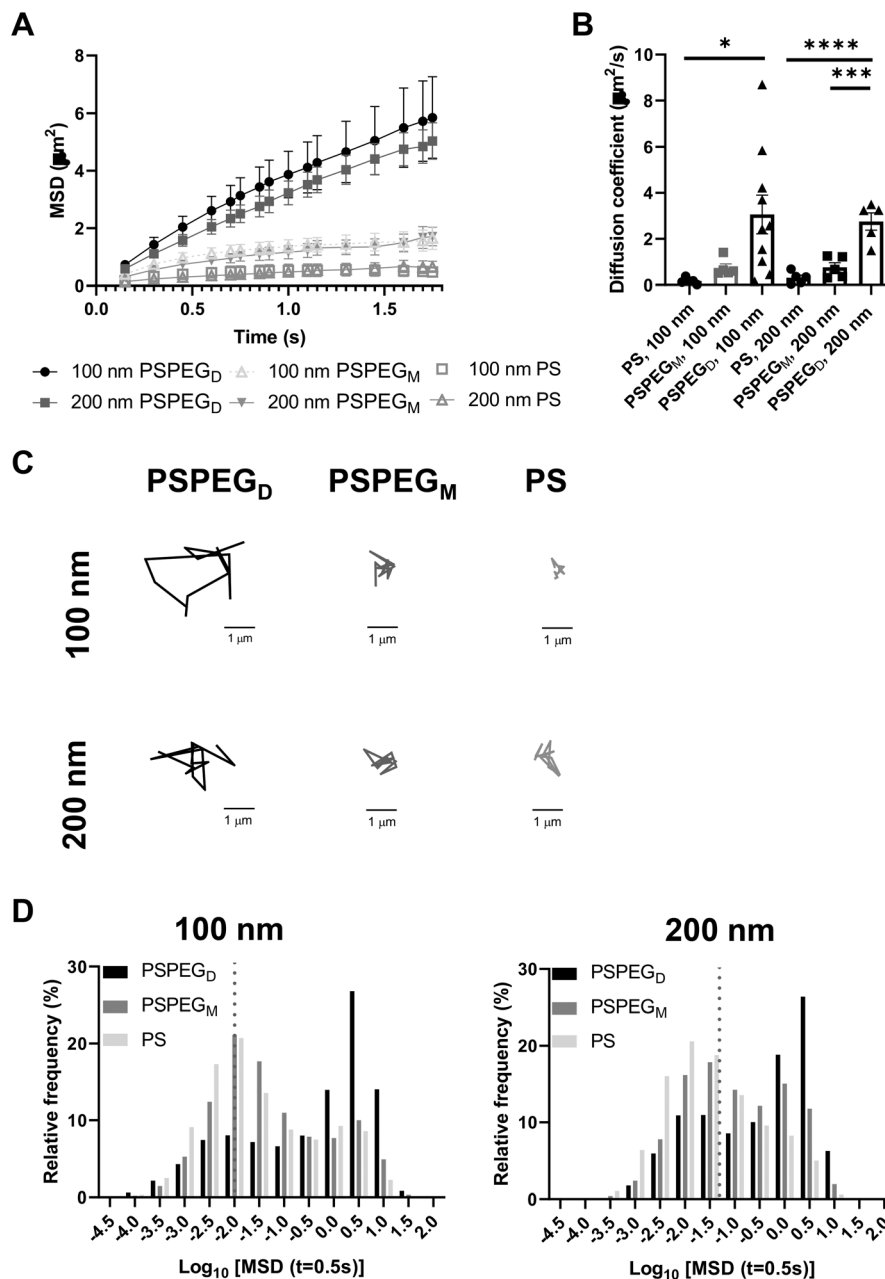 A
MSD (μm²)
8
6
4
2
0
0.0 0.5 1.0 1.5
Time (s)
100 nm PSPEG_D 100 nm PSPEG_M 100 nm PS
200 nm PSPEG_D 200 nm PSPEG_M 200 nm PS
B
Diffusion coefficient (μm²/s)
10
8
6
4
2
0
* ****
***
PS, 100 nm
PSPEG_M, 100 nm
PSPEG_D, 100 nm
PS, 200 nm
PSPEG_M, 200 nm
PSPEG_D, 200 nm
C
PSPEG_D PSPEG_M PS
100 nm
1 μm 1 μm 1 μm
200 nm
1 μm 1 μm 1 μm
D
100 nm
Relative frequency (%)
30
20
10
0
PSPEG_D
PSPEG_M
PS
-4.5 -4.0 -3.5 -3.0 -2.5 -2.0 -1.5 -1.0 -0.5 0.0 0.5 1.0 1.5 2.0
Log₁₀ [MSD (t=0.5s)]
200 nm
Relative frequency (%)
30
20
10
0
PSPEG_D
PSPEG_M
PS
-4.5 -4.0 -3.5 -3.0 -2.5 -2.0 -1.5 -1.0 -0.5 0.0 0.5 1.0 1.5 2.0
Log₁₀ [MSD (t=0.5s)]